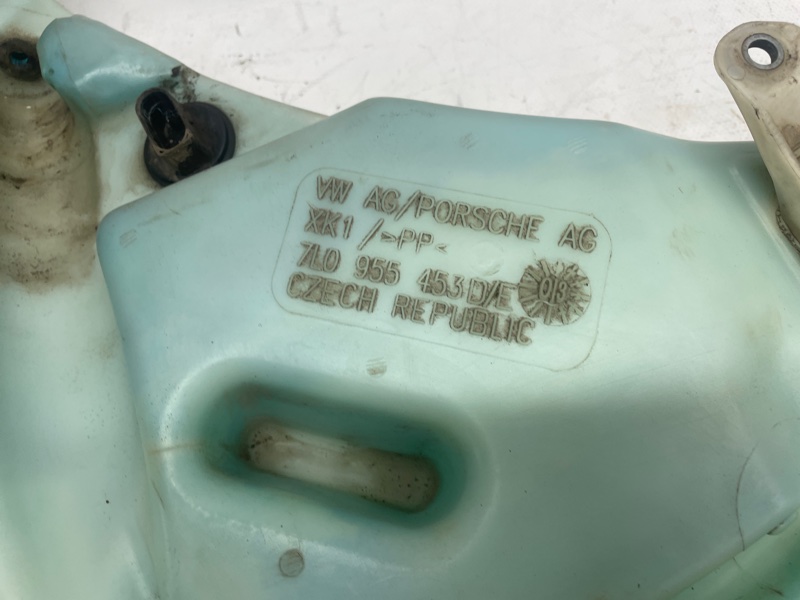 VW AG/PORSCHE AG
XK1 / >PP<
7L0 955 453 D/E
CZECH REPUBLIC